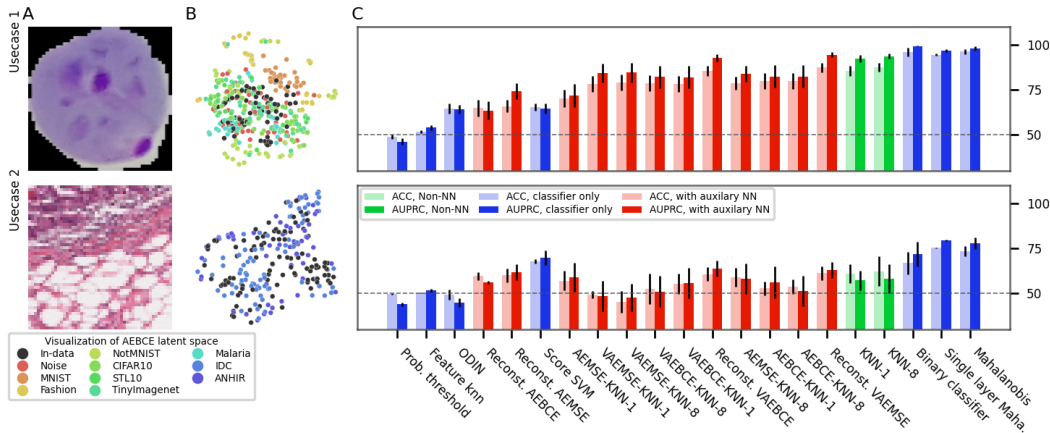 A
B
C
Usecase 1
Usecase 2
100
75
50
100
75
50
ACC, Non-NN
AUPRC, Non-NN
ACC, classifier only
AUPRC, classifier only
ACC, with auxilary NN
AUPRC, with auxilary NN
Visualization of AEBCE latent space
In-data
Noise
MNIST
Fashion
NotMNIST
CIFAR10
STL10
TinyImagenet
Malaria
IDC
ANHIR
Prob. threshold
Feature knn
ODIN
Reconst. AEBCE
Reconst. AEMSE
Score SVM
AEMSE-KNN-1
VAEMSE-KNN-1
VAEMSE-KNN-8
VAEBCE-KNN-8
VAEBCE-KNN-1
Reconst. VAEBCE
AEMSE-KNN-8
AEBCE-KNN-1
AEBCE-KNN-8
Reconst. VAEMSE
KNN-1
KNN-8
Binary classifier
Single layer Maha.
Mahalanobis